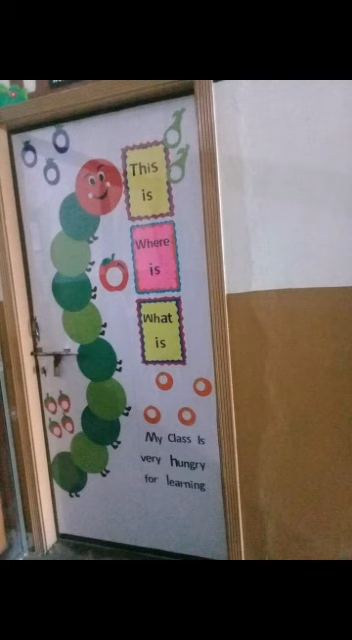 This
is
Where
is
What
is
My Class Is
very hungry
for learning